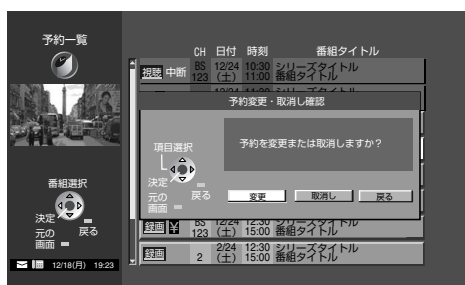 予約一覧
CH 日付 時刻 番組タイトル
視聴 中断 BS 12/24 10:30 シリーズタイトル
123 (土) 11:00 番組タイトル
予約変更・取消し確認
予約を変更または取消しますか？
項目選択
決定
元の 戻る
画面
変更 取消し 戻る
番組選択
決定
元の 戻る
画面
録画 ¥ BS 12/24 12:30 シリーズタイトル
123 (土) 15:00 番組タイトル
録画 2/24 12:30 シリーズタイトル
2 (土) 15:00 番組タイトル
12/18(月) 19:23